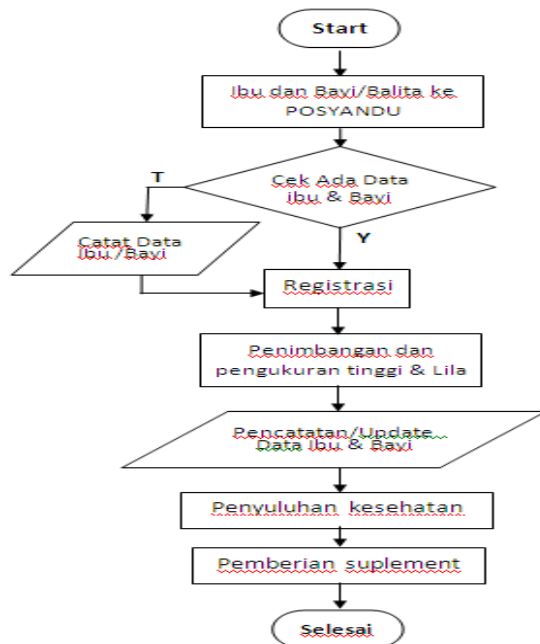 Start
Ibu dan Bayi/Balita ke
POSYANDU
Cek Ada Data
ibu & Bayi
T
Y
Catat Data
Ibu /Bayi
Registrasi
Penimbangan dan
pengukuran tinggi & Lila
Pencatatan/Update
Data Ibu & Bayi
Penyuluhan kesehatan
Pemberian suplement
Selesai